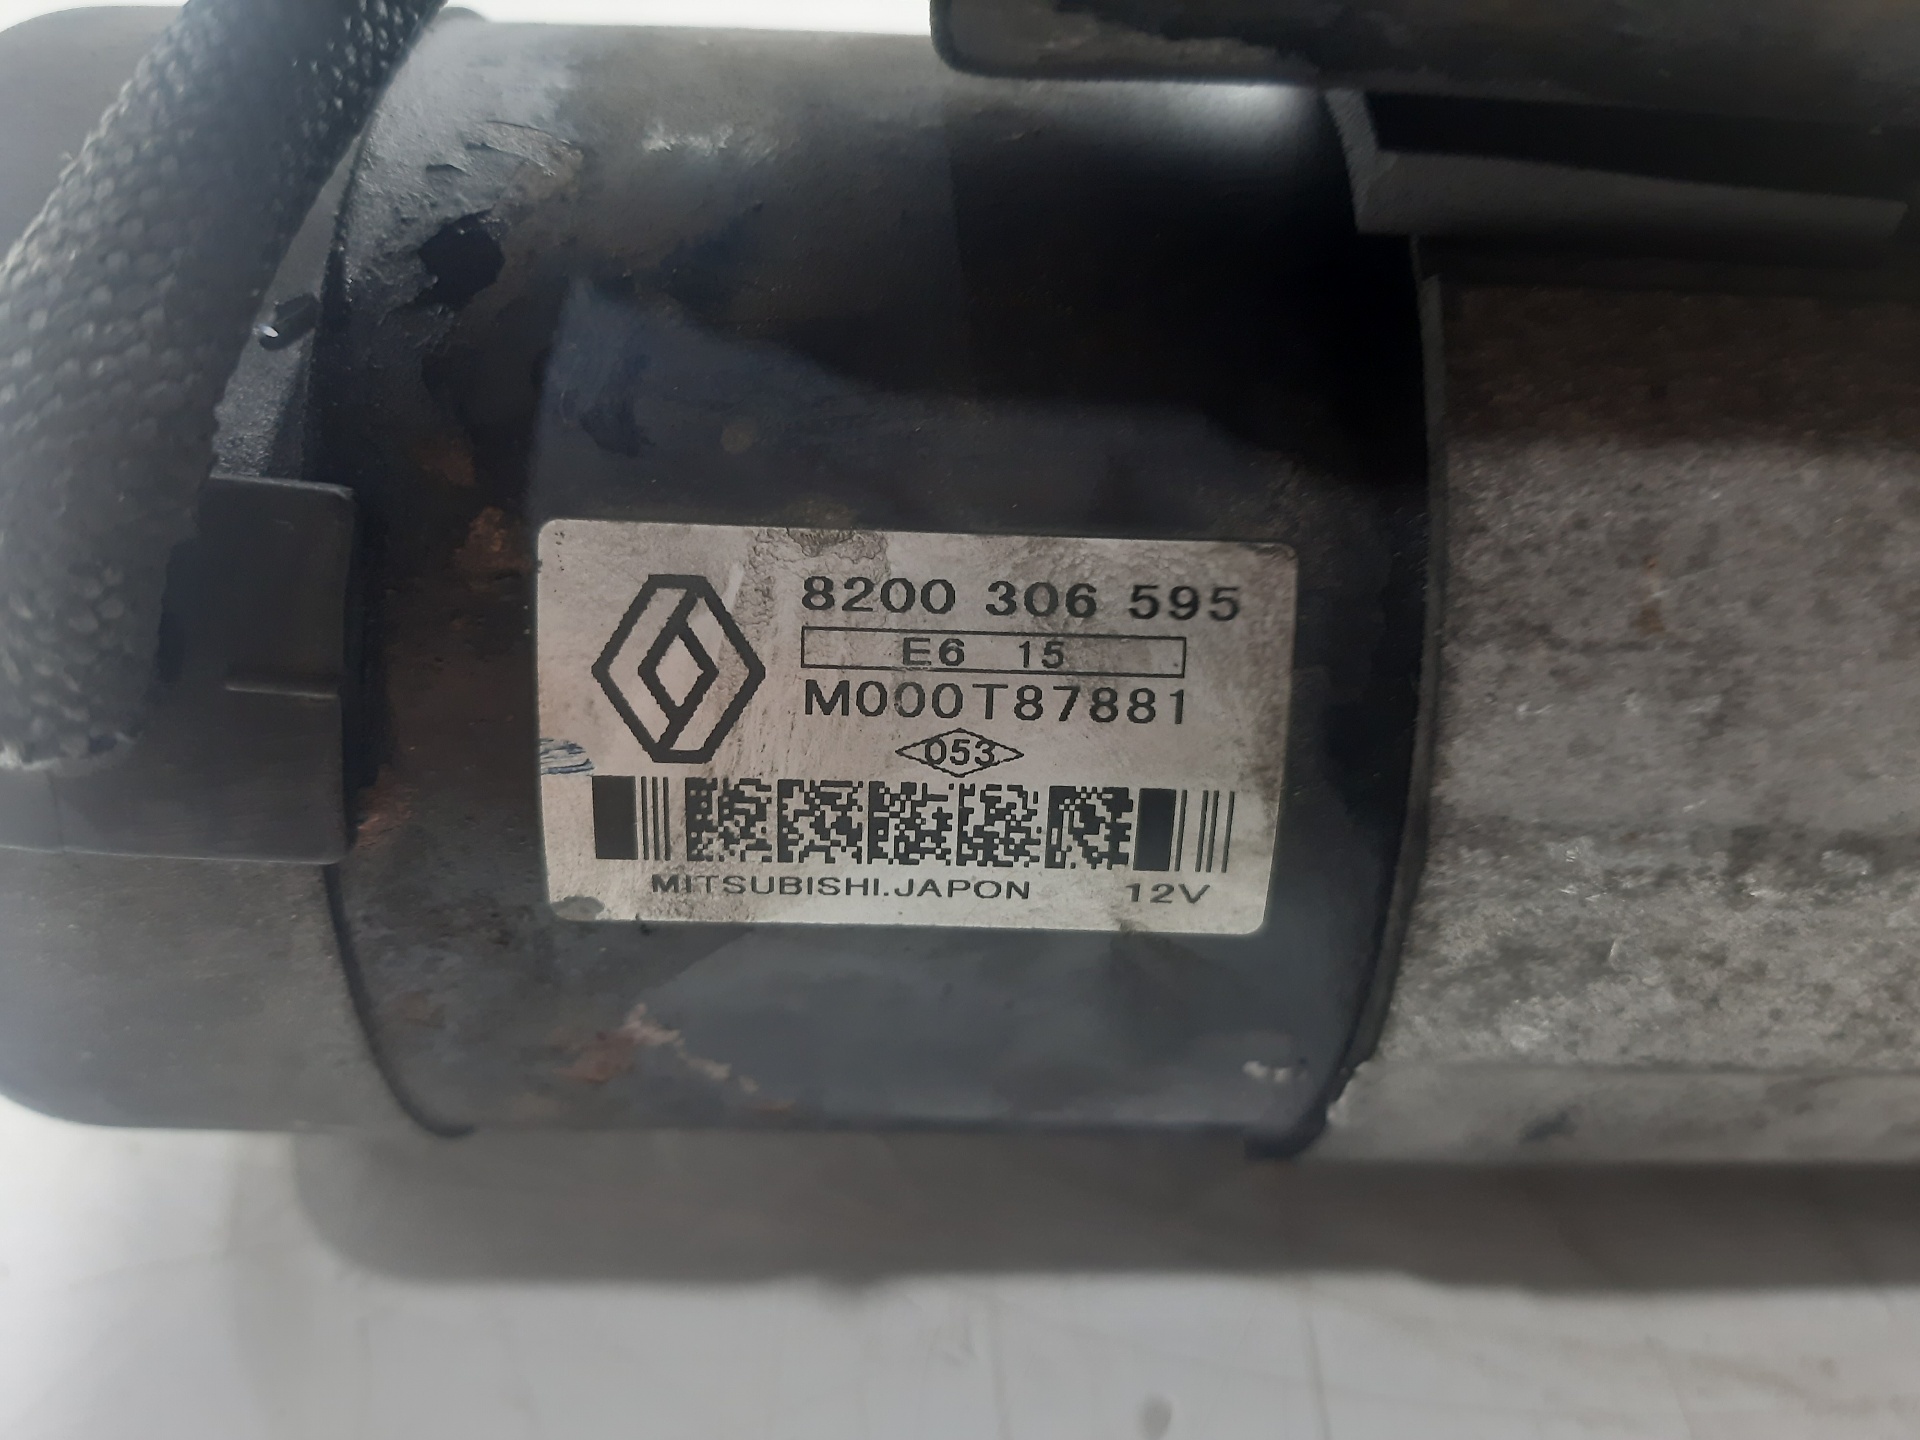 8200 306 595
E6 15
M000T87881
053
MITSUBISHI.JAPON 12V